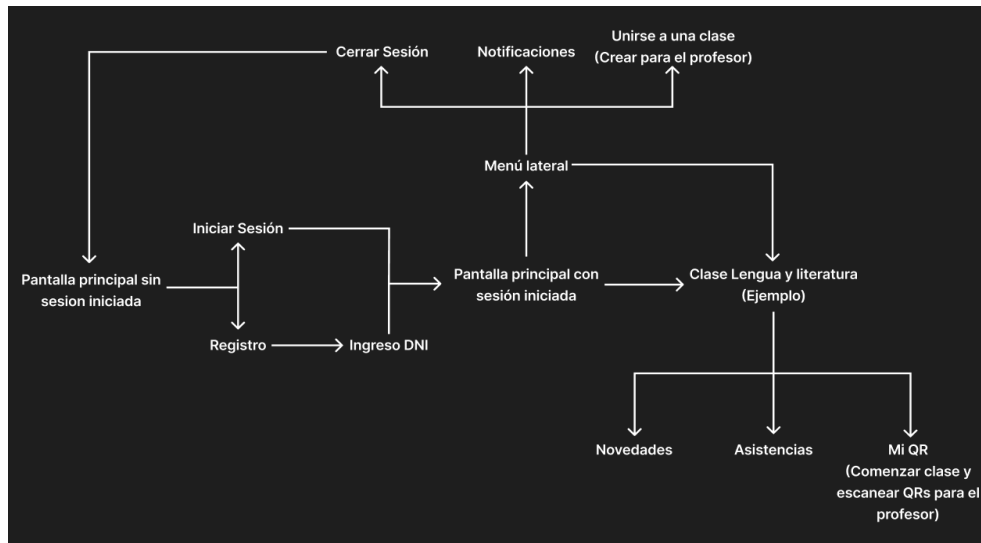 Cerrar Sesión
Notificaciones
Unirse a una clase
(Crear para el profesor)
Menú lateral
Iniciar Sesión
Pantalla principal sin
sesion iniciada
Pantalla principal con
sesión iniciada
Clase Lengua y literatura
(Ejemplo)
Registro
Ingreso DNI
Novedades
Asistencias
Mi QR
(Comenzar clase y
escanear QRs para el
profesor)